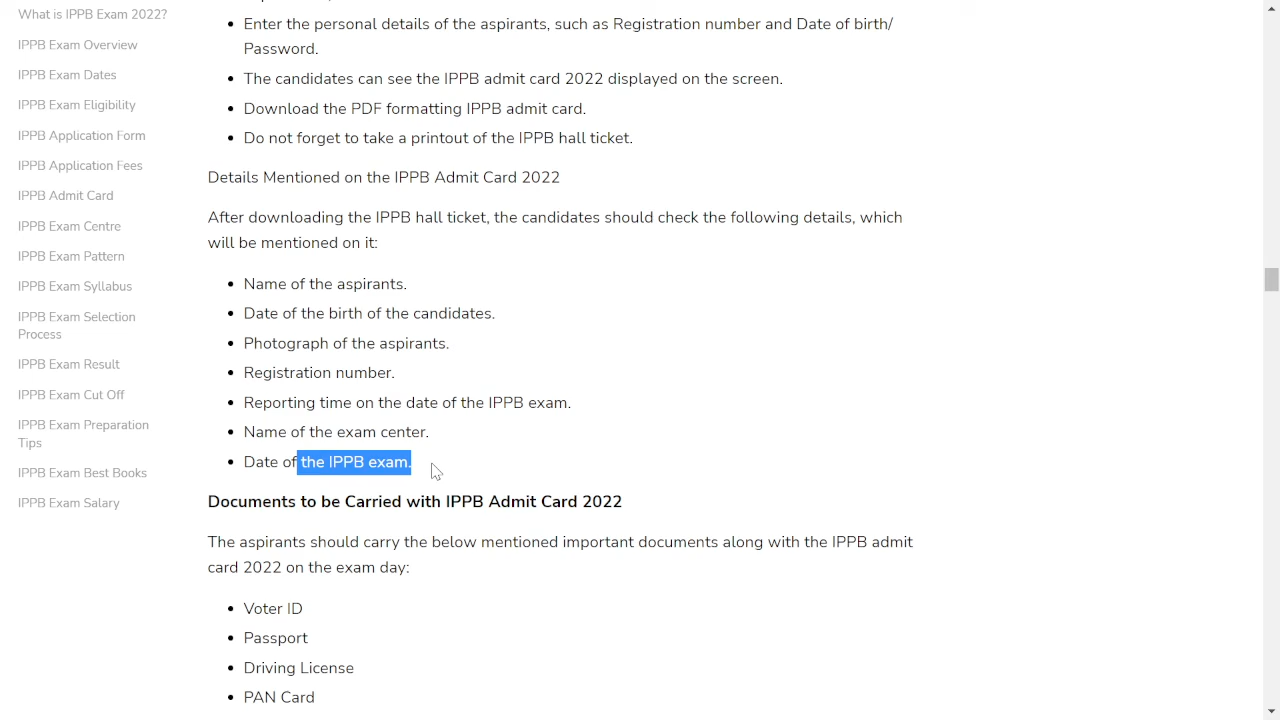 What is IPPB Exam 2022?
IPPB Exam Overview
IPPB Exam Dates
IPPB Exam Eligibility
IPPB Application Form
IPPB Application Fees
IPPB Admit Card
IPPB Exam Centre
IPPB Exam Pattern
IPPB Exam Syllabus
IPPB Exam Selection
Process
IPPB Exam Result
IPPB Exam Cut Off
IPPB Exam Preparation
Tips
IPPB Exam Best Books
IPPB Exam Salary
Enter the personal details of the aspirants, such as Registration number and Date of birth/
Password.
The candidates can see the IPPB admit card 2022 displayed on the screen.
Download the PDF formatting IPPB admit card.
Do not forget to take a printout of the IPPB hall ticket.
Details Mentioned on the IPPB Admit Card 2022
After downloading the IPPB hall ticket, the candidates should check the following details, which
will be mentioned on it:
Name of the aspirants.
Date of the birth of the candidates.
Photograph of the aspirants.
Registration number.
Reporting time on the date of the IPPB exam.
Name of the exam center.
Date of the IPPB exam.
Documents to be Carried with IPPB Admit Card 2022
The aspirants should carry the below mentioned important documents along with the IPPB admit
card 2022 on the exam day:
Voter ID
Passport
Driving License
PAN Card